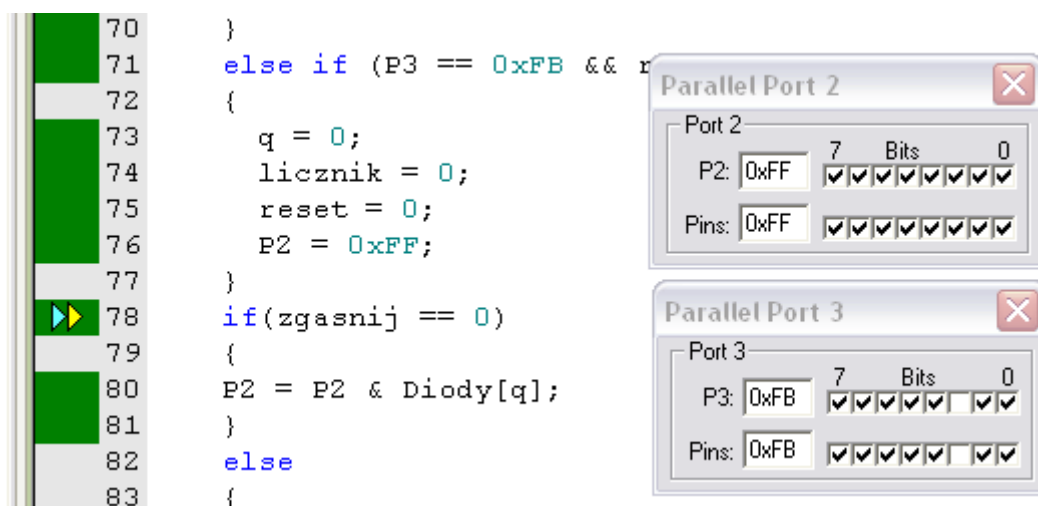 70 }
71 else if (P3 == 0xFB &&
72 {
73 q = 0;
74 licznik = 0;
75 reset = 0;
76 P2 = 0xFF;
77 }
78 if(zgasnij == 0)
79 {
80 P2 = P2 & Diody[q];
81 }
82 else
83 {
Parallel Port 2
Port 2
7 Bits 0
P2: 0xFF
Pins: 0xFF
Parallel Port 3
Port 3
7 Bits 0
P3: 0xFB
Pins: 0xFB